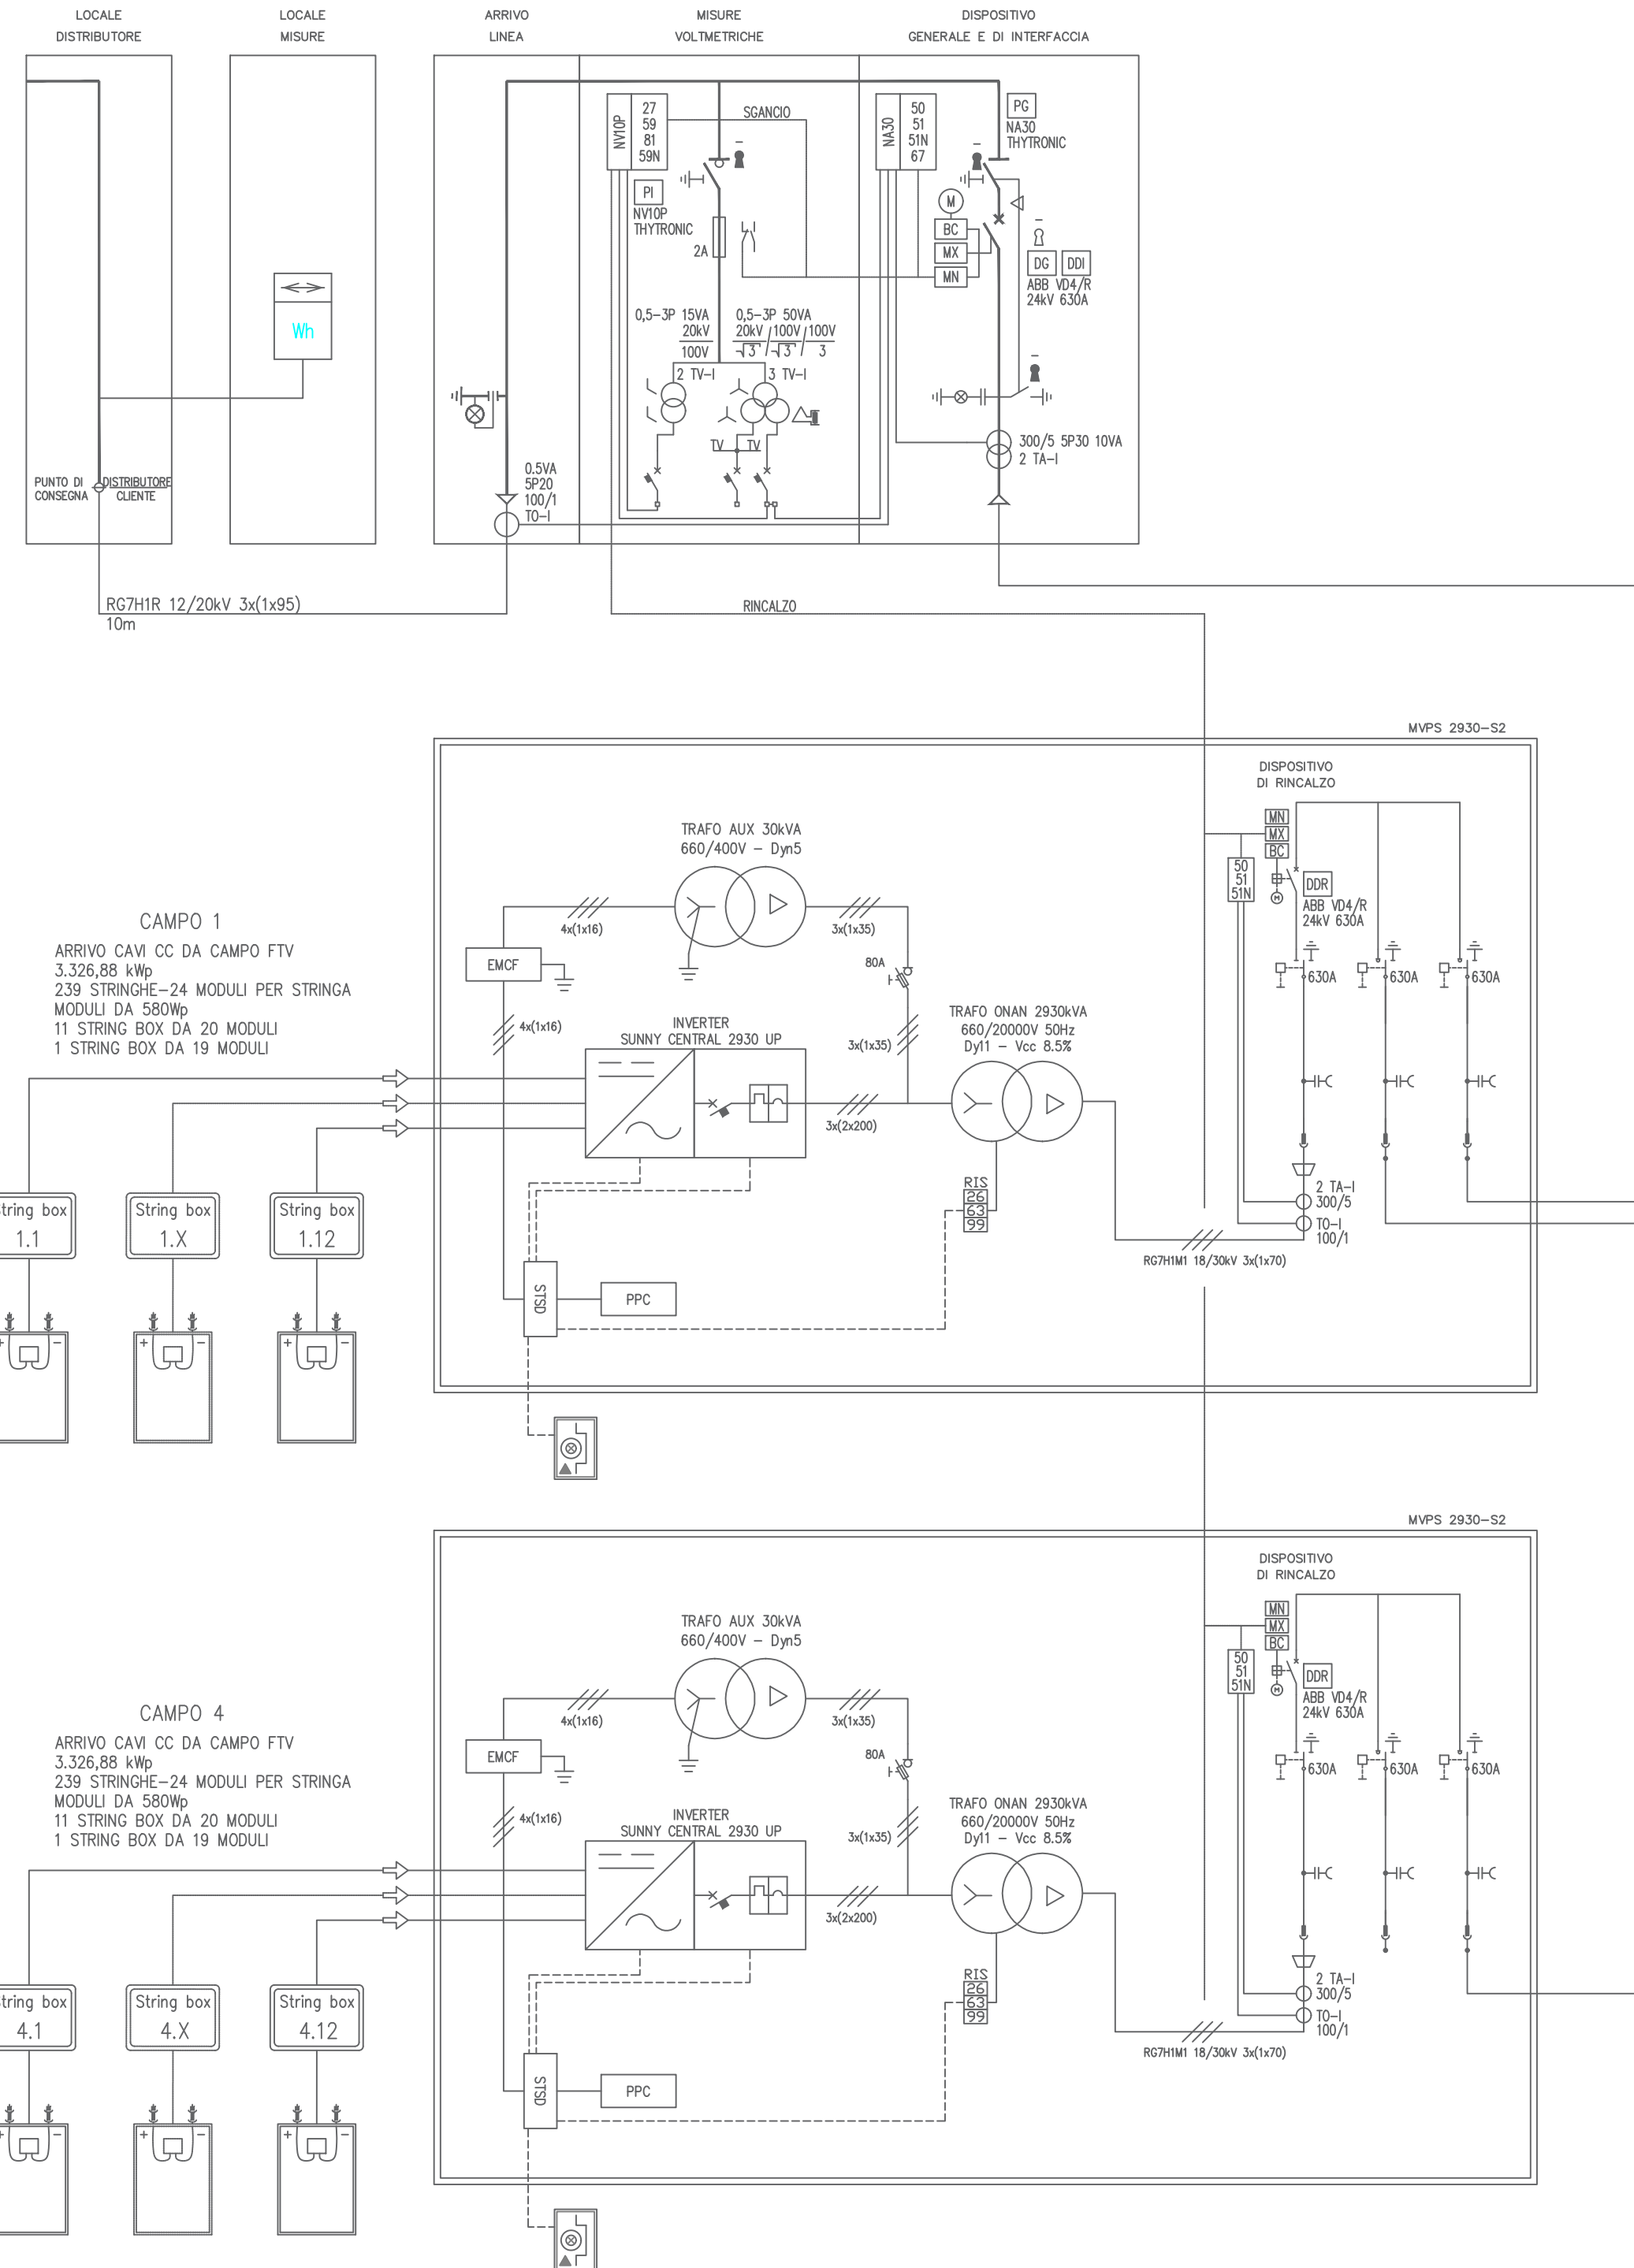 LOCALE
DISTRIBUTORE
LOCALE
MISURE
ARRIVO
LINEA
MISURE
VOLTMETRICHE
DISPOSITIVO
GENERALE E DI INTERFACCIA
NV10P
27
59
81
59N
SGANCIO
PI
NV10P
THYTRONIC
2A
NA30
50
51
51N
67
PG
NA30
THYTRONIC
M
BC
MX
MN
DG
DDI
ABB VD4/R
24kV 630A
Wh
0,5-3P 15VA
20kV
100V
0,5-3P 50VA
20kV/100V/100V
√3 / √3 / 3
2 TV-I
3 TV-I
TV
TV
300/5 5P30 10VA
2 TA-I
0.5VA
5P20
100/1
TO-I
PUNTO DI
CONSEGNA
DISTRIBUTORE
CLIENTE
RG7H1R 12/20kV 3x(1x95)
10m
RINCALZO
MVPS 2930-S2
DISPOSITIVO
DI RINCALZO
MN
MX
BC
50
51
51N
M
DDR
ABB VD4/R
24kV 630A
630A
630A
630A
TRAFO AUX 30kVA
660/400V - Dyn5
4x(1x16)
3x(1x35)
EMCF
80A
4x(1x16)
3x(1x35)
CAMPO 1
ARRIVO CAVI CC DA CAMPO FTV
3.326,88 kWp
239 STRINGHE-24 MODULI PER STRINGA
MODULI DA 580Wp
11 STRING BOX DA 20 MODULI
1 STRING BOX DA 19 MODULI
INVERTER
SUNNY CENTRAL 2930 UP
TRAFO ONAN 2930kVA
660/20000V 50Hz
Dy11 - Vcc 8.5%
3x(2x200)
RIS
26
63
99
2 TA-I
300/5
TO-I
100/1
RG7H1M1 18/30kV 3x(1x70)
String box
1.1
String box
1.X
String box
1.12
STSD
PPC
+ -
+ -
+ -
MVPS 2930-S2
DISPOSITIVO
DI RINCALZO
MN
MX
BC
50
51
51N
M
DDR
ABB VD4/R
24kV 630A
630A
630A
630A
TRAFO AUX 30kVA
660/400V - Dyn5
4x(1x16)
3x(1x35)
EMCF
80A
4x(1x16)
3x(1x35)
CAMPO 4
ARRIVO CAVI CC DA CAMPO FTV
3.326,88 kWp
239 STRINGHE-24 MODULI PER STRINGA
MODULI DA 580Wp
11 STRING BOX DA 20 MODULI
1 STRING BOX DA 19 MODULI
INVERTER
SUNNY CENTRAL 2930 UP
TRAFO ONAN 2930kVA
660/20000V 50Hz
Dy11 - Vcc 8.5%
3x(2x200)
RIS
26
63
99
2 TA-I
300/5
TO-I
100/1
RG7H1M1 18/30kV 3x(1x70)
String box
4.1
String box
4.X
String box
4.12
STSD
PPC
+ -
+ -
+ -